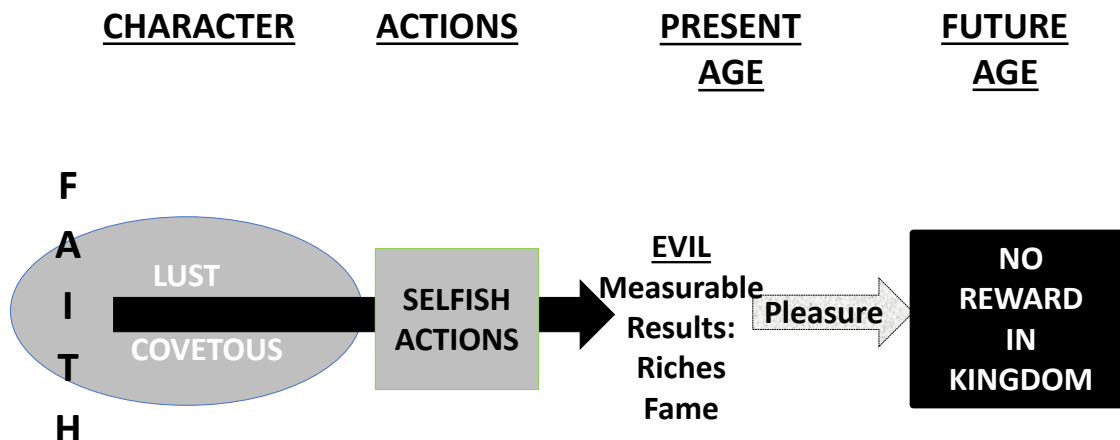 CHARACTER
ACTIONS
PRESENT
AGE
FUTURE
AGE
F
A
I
T
H
LUST
COVETOUS
SELFISH
ACTIONS
EVIL
Measurable
Results:
Riches
Fame
Pleasure
NO
REWARD
IN
KINGDOM